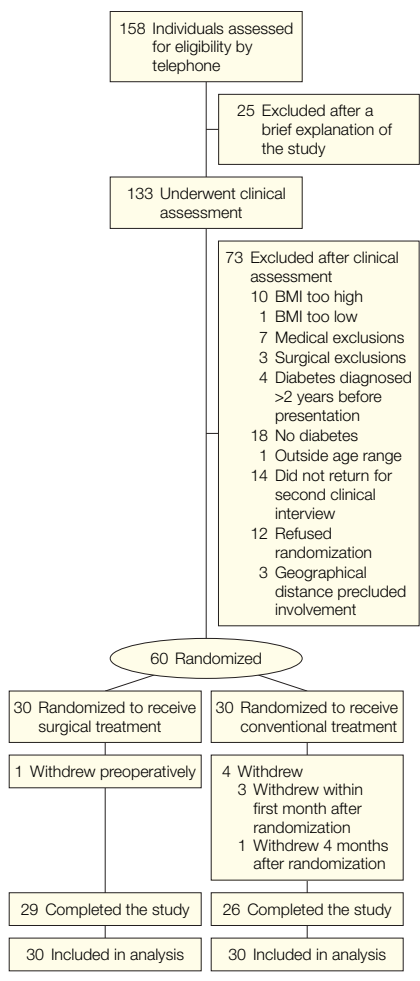 158 Individuals assessed
for eligibility by
telephone
25 Excluded after a
brief explanation of
the study
133 Underwent clinical
assessment
73 Excluded after clinical
assessment
10 BMI too high
1 BMI too low
7 Medical exclusions
3 Surgical exclusions
4 Diabetes diagnosed
>2 years before
presentation
18 No diabetes
1 Outside age range
14 Did not return for
second clinical
interview
12 Refused
randomization
3 Geographical
distance precluded
involvement
60 Randomized
30 Randomized to receive
surgical treatment
30 Randomized to receive
conventional treatment
1 Withdrew preoperatively
4 Withdrew
3 Withdrew within
first month after
randomization
1 Withdrew 4 months
after randomization
29 Completed the study
26 Completed the study
30 Included in analysis
30 Included in analysis